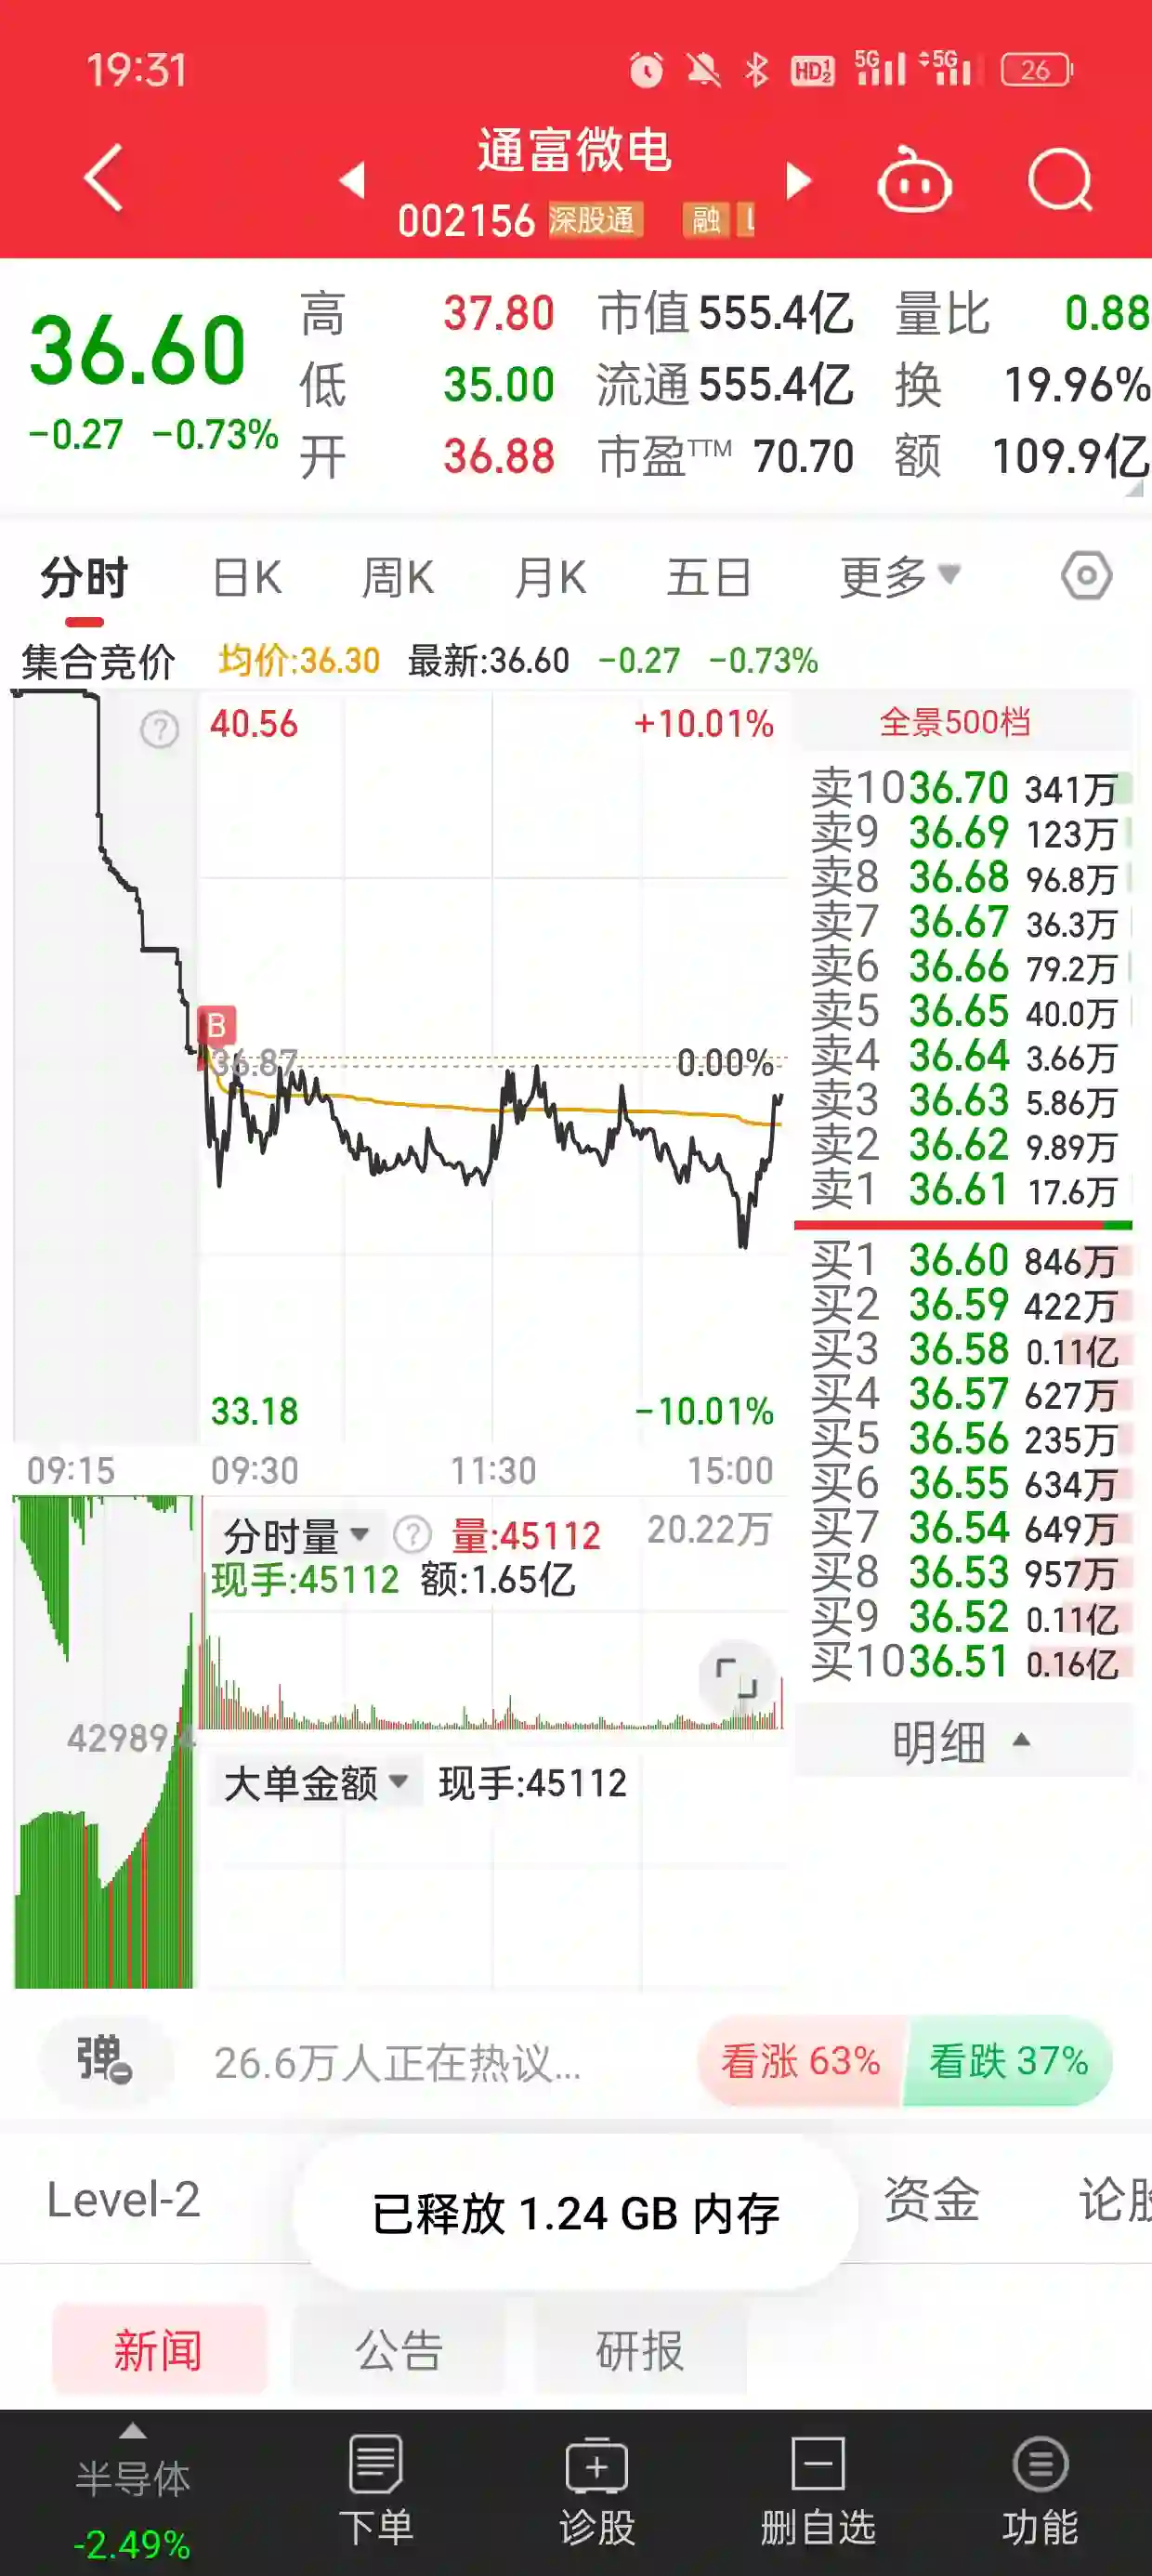 19:31 HD 1 2 5G 5G 26
通富微电
002156 深股通 融
36.60 高 37.80 市值 555.4亿 量比 0.88
低 35.00 流通 555.4亿 换 19.96%
-0.27 -0.73% 开 36.88 市盈TTM 70.70 额 109.9亿
分时 日K 周K 月K 五日 更多
集合竞价 均价:36.30 最新:36.60 -0.27 -0.73%
? 40.56 +10.01% 全景500档
卖10 36.70 341万
卖9 36.69 123万
卖8 36.68 96.8万
卖7 36.67 36.3万
卖6 36.66 79.2万
卖5 36.65 40.0万
B
36.87 0.00%
卖4 36.64 3.66万
卖3 36.63 5.86万
卖2 36.62 9.89万
卖1 36.61 17.6万
买1 36.60 846万
买2 36.59 422万
买3 36.58 0.11亿
买4 36.57 627万
33.18 -10.01%
买5 36.56 235万
09:15 09:30 11:30 15:00
买6 36.55 634万
买7 36.54 649万
分时量 ? 量:45112 20.22万
现手:45112 额:1.65亿
买8 36.53 957万
买9 36.52 0.11亿
买10 36.51 0.16亿
42989.4
明细
大单金额 现手:45112
弹 26.6万人正在热议... 看涨 63% 看跌 37%
Level-2 已释放 1.24 GB 内存 资金 论股
新闻 公告 研报
半导体 -2.49% 下单 诊股 删自选 功能